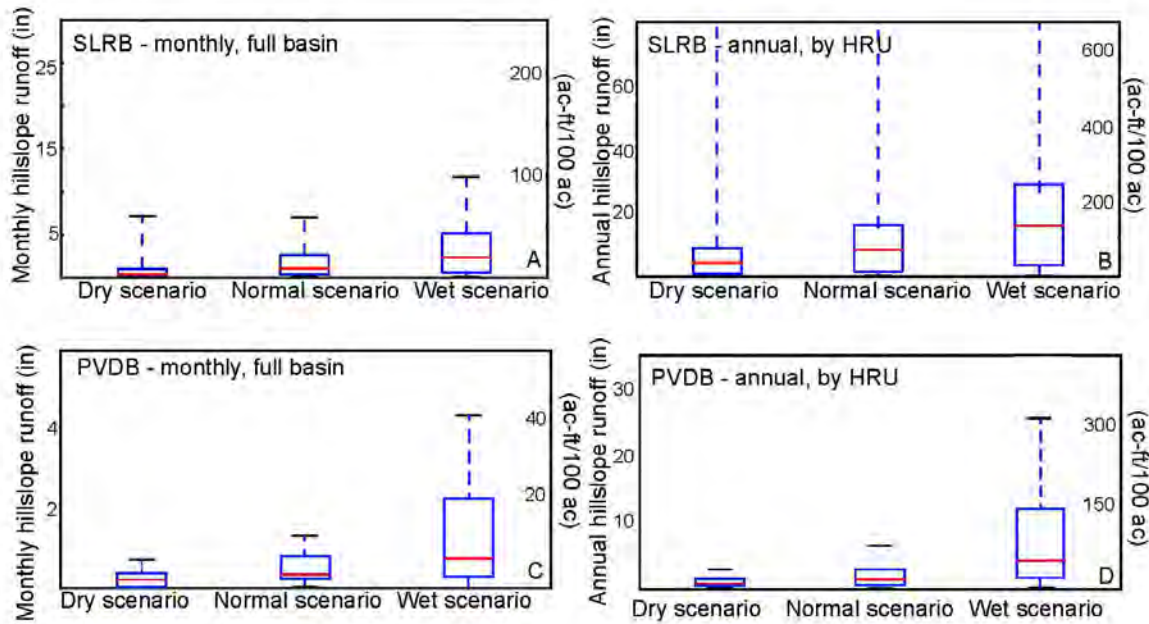 SLRB - monthly, full basin
Monthly hillslope runoff (in)
25
15
5
200
100
(ac-ft/100 ac)
A
Dry scenario Normal scenario Wet scenario
SLRB - annual, by HRU
Annual hillslope runoff (in)
60
40
20
600
400
200
(ac-ft/100 ac)
B
Dry scenario Normal scenario Wet scenario
PVDB - monthly, full basin
Monthly hillslope runoff (in)
4
2
40
20
(ac-ft/100 ac)
C
Dry scenario Normal scenario Wet scenario
PVDB - annual, by HRU
Annual hillslope runoff (in)
30
20
10
300
150
(ac-ft/100 ac)
D
Dry scenario Normal scenario Wet scenario